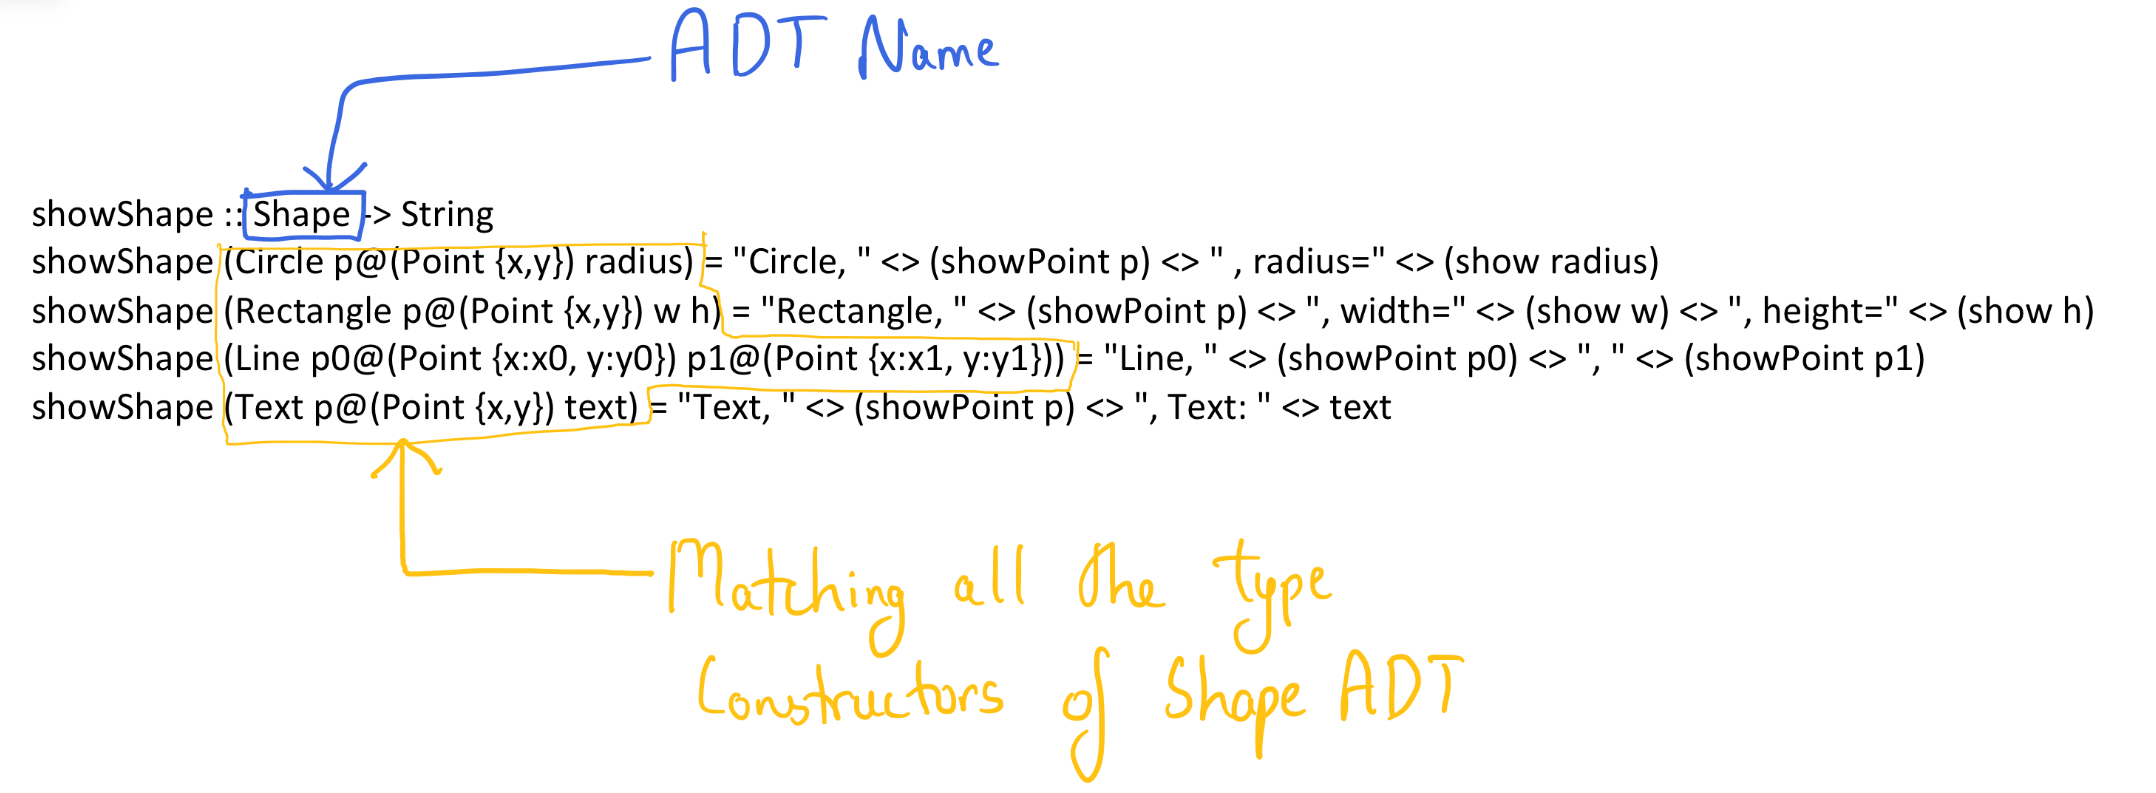 ADT Name
showShape :: Shape -> String
showShape (Circle p@(Point {x,y}) radius) = "Circle, " <> (showPoint p) <> " , radius=" <> (show radius)
showShape (Rectangle p@(Point {x,y}) w h) = "Rectangle, " <> (showPoint p) <> ", width=" <> (show w) <> ", height=" <> (show h)
showShape (Line p0@(Point {x:x0, y:y0}) p1@(Point {x:x1, y:y1})) = "Line, " <> (showPoint p0) <> ", " <> (showPoint p1)
showShape (Text p@(Point {x,y}) text) = "Text, " <> (showPoint p) <> ", Text: " <> text
Matching all the type
Constructors of Shape ADT